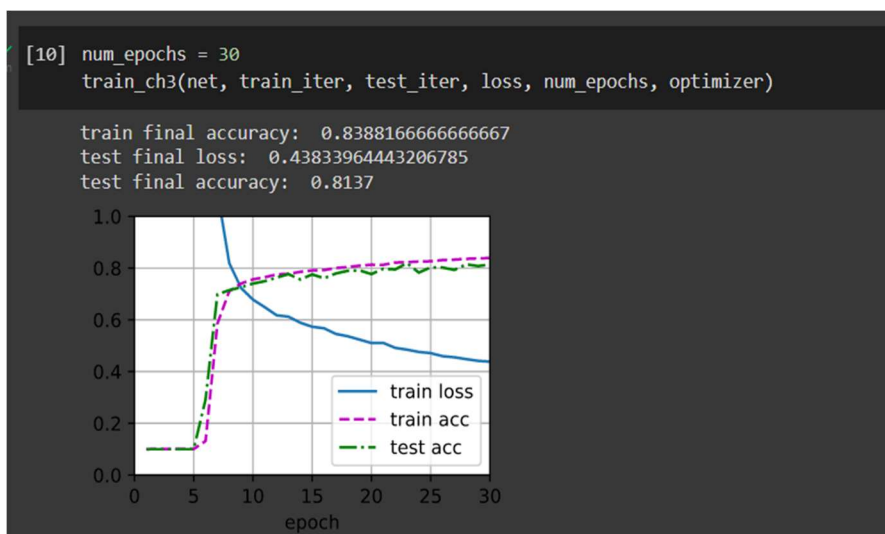 [10] num_epochs = 30
train_ch3(net, train_iter, test_iter, loss, num_epochs, optimizer)
train final accuracy:  0.8388166666666667
test final loss:  0.43833964443206785
test final accuracy:  0.8137
1.0
0.8
0.6
0.4
0.2
0.0
train loss
train acc
test acc
0 5 10 15 20 25 30
epoch